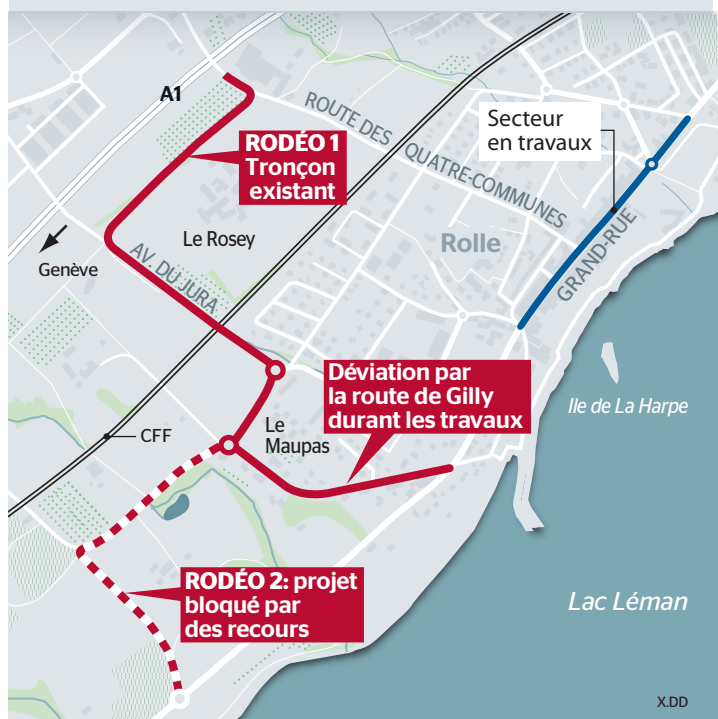 A1
ROUTE DES QUATRE-COMMUNES
Secteur
en travaux
RODÉO 1
Tronçon
existant
Le Rosey
Rolle
GRAND-RUE
Genève
AV. DU JURA
Déviation par
la route de Gilly
durant les travaux
Ile de La Harpe
CFF
Le
Maupas
RODÉO 2: projet
bloqué par
des recours
Lac Léman
X.DD